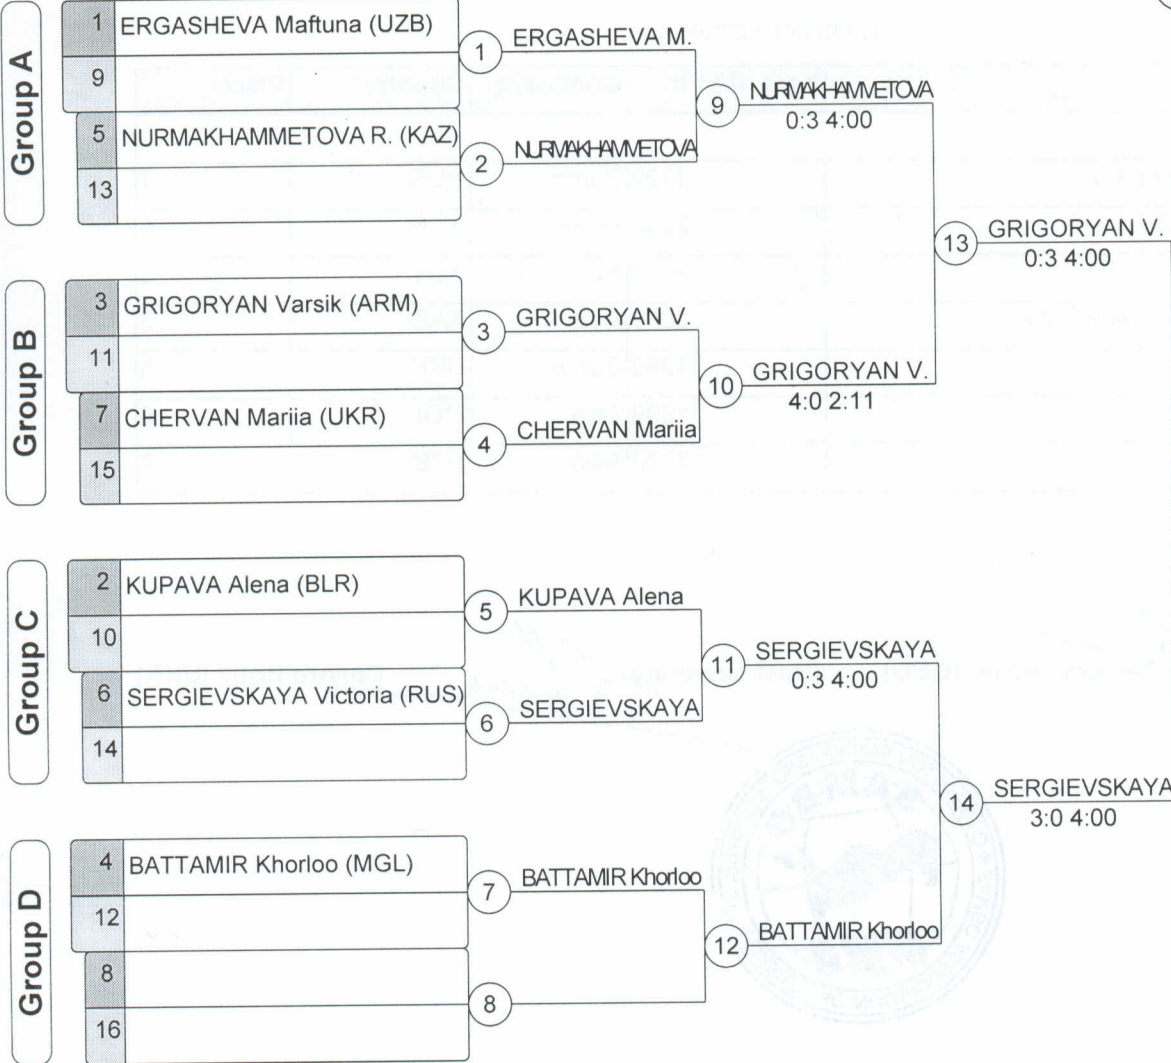 Group A
1 ERGASHEVA Maftuna (UZB)
9
5 NURMAKHAMMETOVA R. (KAZ)
13
1 ERGASHEVA M.
2 NURMAKHAMMETOVA
9 NURMAKHAMMETOVA
0:3 4:00
Group B
3 GRIGORYAN Varsik (ARM)
11
7 CHERVAN Mariia (UKR)
15
3 GRIGORYAN V.
4 CHERVAN Mariia
10 GRIGORYAN V.
4:0 2:11
13 GRIGORYAN V.
0:3 4:00
Group C
2 KUPAVA Alena (BLR)
10
6 SERGIEVSKAYA Victoria (RUS)
14
5 KUPAVA Alena
6 SERGIEVSKAYA
11 SERGIEVSKAYA
0:3 4:00
Group D
4 BATTAMIR Khorloo (MGL)
12
8
16
7 BATTAMIR Khorloo
8
12 BATTAMIR Khorloo
14 SERGIEVSKAYA
3:0 4:00